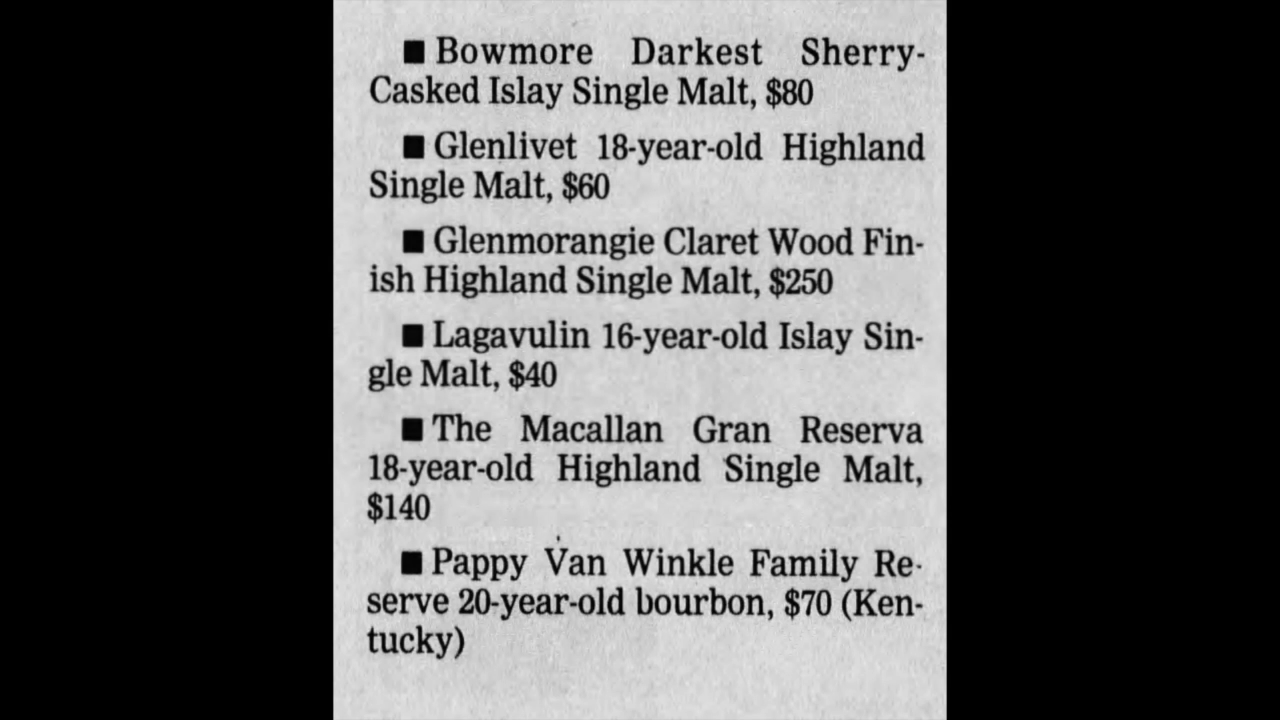 ■ Bowmore Darkest Sherry-
Casked Islay Single Malt, $80
■ Glenlivet 18-year-old Highland
Single Malt, $60
■ Glenmorangie Claret Wood Fin-
ish Highland Single Malt, $250
■ Lagavulin 16-year-old Islay Sin-
gle Malt, $40
■ The Macallan Gran Reserva
18-year-old Highland Single Malt,
$140
■ Pappy Van Winkle Family Re-
serve 20-year-old bourbon, $70 (Ken-
tucky)